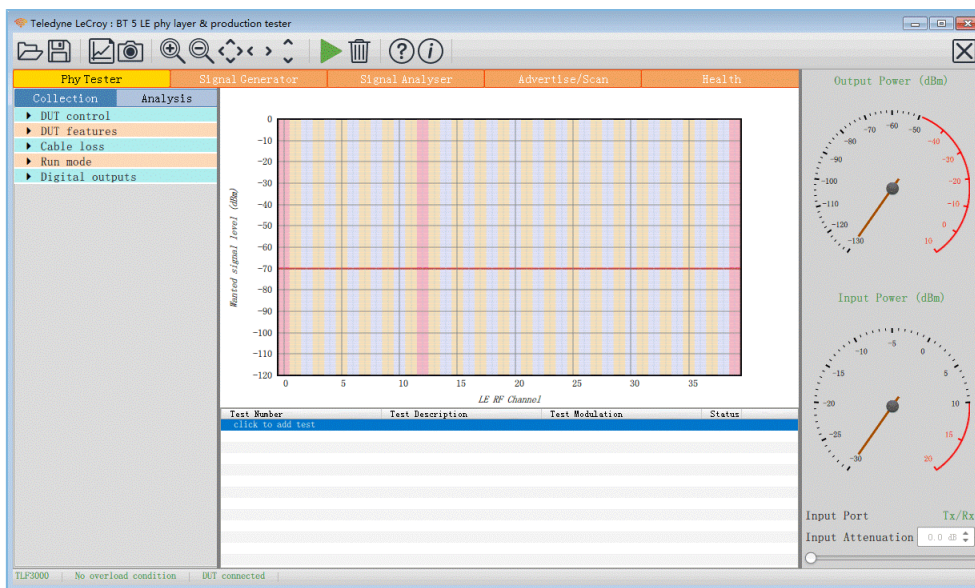 Teledyne LeCroy : BT 5 LE phy layer & production tester
Phy Tester Signal Generator Signal Analyser Advertise/Scan Health
Collection Analysis
DUT control
DUT features
Cable loss
Run mode
Digital outputs
Wanted signal level (dBm)
0
-10
-20
-30
-40
-50
-60
-70
-80
-90
-100
-110
-120
0 5 10 15 20 25 30 35
LE RF Channel
Test Number Test Description Test Modulation Status
click to add test
Output Power (dBm)
-130 -120 -110 -100 -90 -80 -70 -60 -50 -40 -30 -20 -10 0 10
Input Power (dBm)
-30 -25 -20 -15 -10 -5 0 5 10 15 20
Input Port Tx/Rx
Input Attenuation 0.0 dB
TLF3000 No overload condition DUT connected